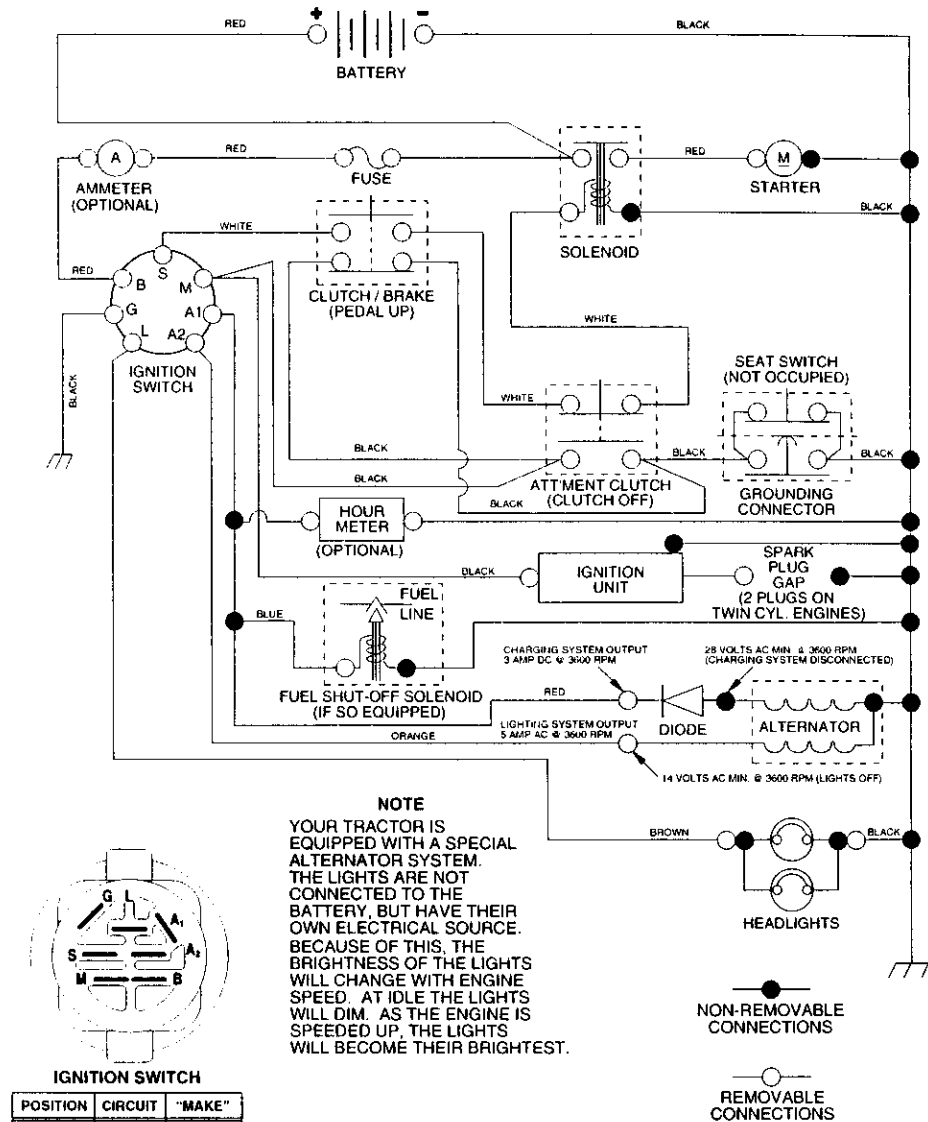 RED
+
-
BLACK
BATTERY
A
RED
RED
M
AMMETER
(OPTIONAL)
FUSE
STARTER
WHITE
BLACK
SOLENOID
S
RED
B
M
G
A1
L
A2
CLUTCH / BRAKE
(PEDAL UP)
WHITE
IGNITION
SWITCH
SEAT SWITCH
(NOT OCCUPIED)
BLACK
WHITE
BLACK
BLACK
BLACK
BLACK
BLACK
ATT'MENT CLUTCH
(CLUTCH OFF)
GROUNDING
CONNECTOR
HOUR
METER
(OPTIONAL)
BLACK
IGNITION
UNIT
SPARK
PLUG
GAP
(2 PLUGS ON
TWIN CYL. ENGINES)
BLUE
FUEL
LINE
FUEL SHUT-OFF SOLENOID
(IF SO EQUIPPED)
CHARGING SYSTEM OUTPUT
3 AMP DC @ 3600 RPM
28 VOLTS AC MIN. @ 3600 RPM
(CHARGING SYSTEM DISCONNECTED)
RED
DIODE
ALTERNATOR
ORANGE
LIGHTING SYSTEM OUTPUT
5 AMP AC @ 3600 RPM
14 VOLTS AC MIN. @ 3600 RPM (LIGHTS OFF)
BROWN
BLACK
HEADLIGHTS
NOTE
YOUR TRACTOR IS
EQUIPPED WITH A SPECIAL
ALTERNATOR SYSTEM.
THE LIGHTS ARE NOT
CONNECTED TO THE
BATTERY, BUT HAVE THEIR
OWN ELECTRICAL SOURCE.
BECAUSE OF THIS, THE
BRIGHTNESS OF THE LIGHTS
WILL CHANGE WITH ENGINE
SPEED. AT IDLE THE LIGHTS
WILL DIM. AS THE ENGINE IS
SPEEDED UP, THE LIGHTS
WILL BECOME THEIR BRIGHTEST.
G L
A1
S
A2
M
B
IGNITION SWITCH
POSITION CIRCUIT "MAKE"
NON-REMOVABLE
CONNECTIONS
REMOVABLE
CONNECTIONS